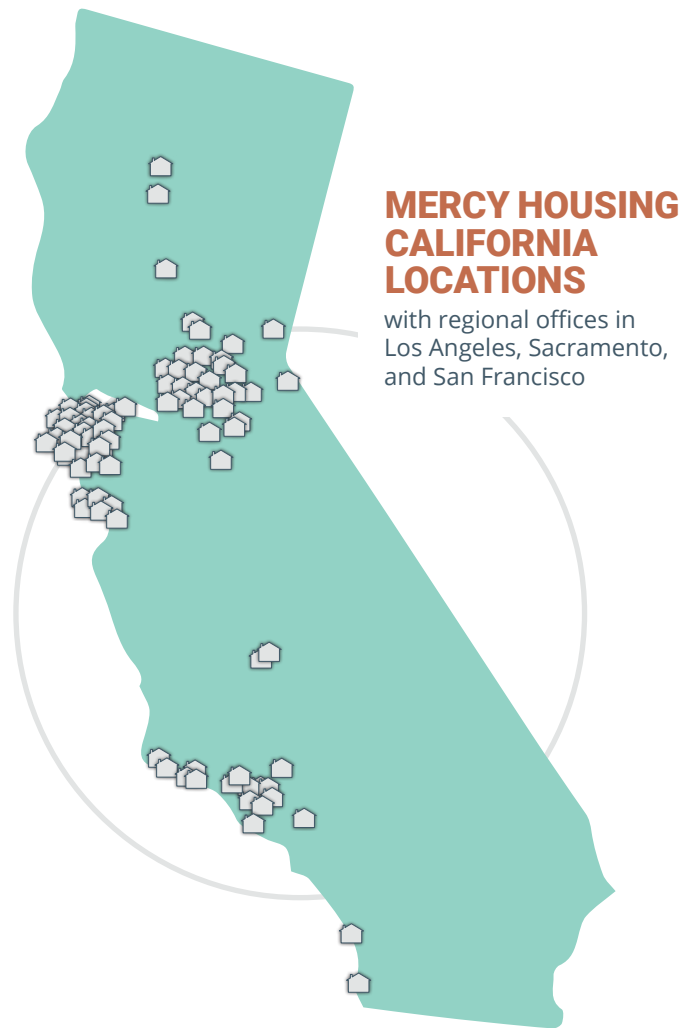 MERCY HOUSING
CALIFORNIA
LOCATIONS
with regional offices in
Los Angeles, Sacramento,
and San Francisco